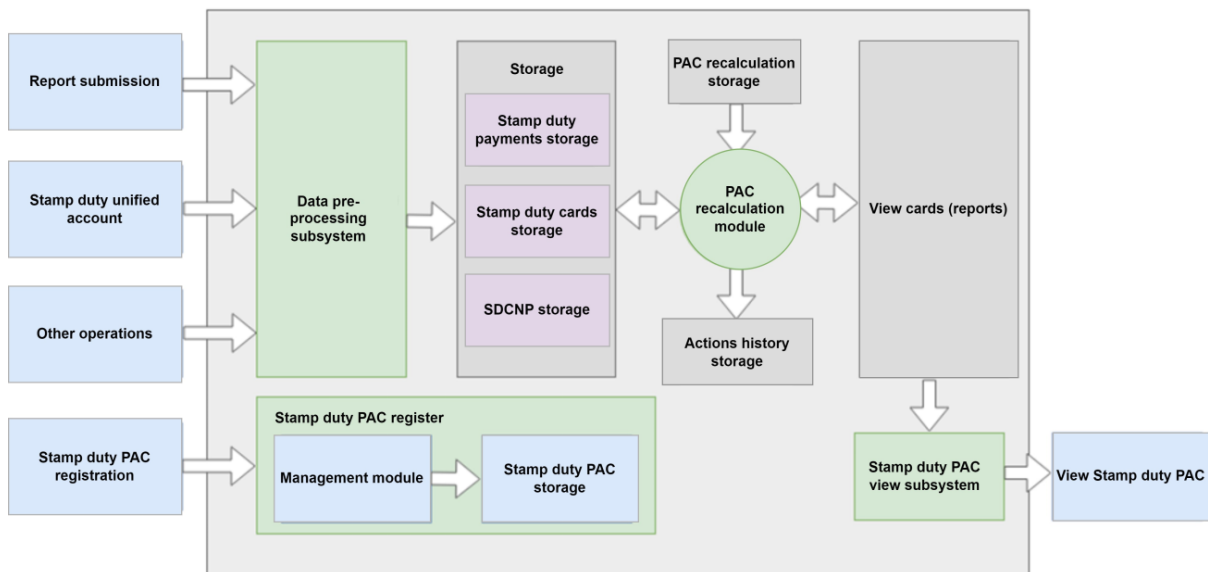 Report submission
Stamp duty unified
account
Other operations
Stamp duty PAC
registration
Data pre-
processing
subsystem
Storage
Stamp duty
payments storage
Stamp duty cards
storage
SDCNP storage
PAC recalculation
storage
PAC
recalculation
module
Actions history
storage
View cards (reports)
Stamp duty PAC register
Management module
Stamp duty PAC
storage
Stamp duty PAC
view subsystem
View Stamp duty PAC